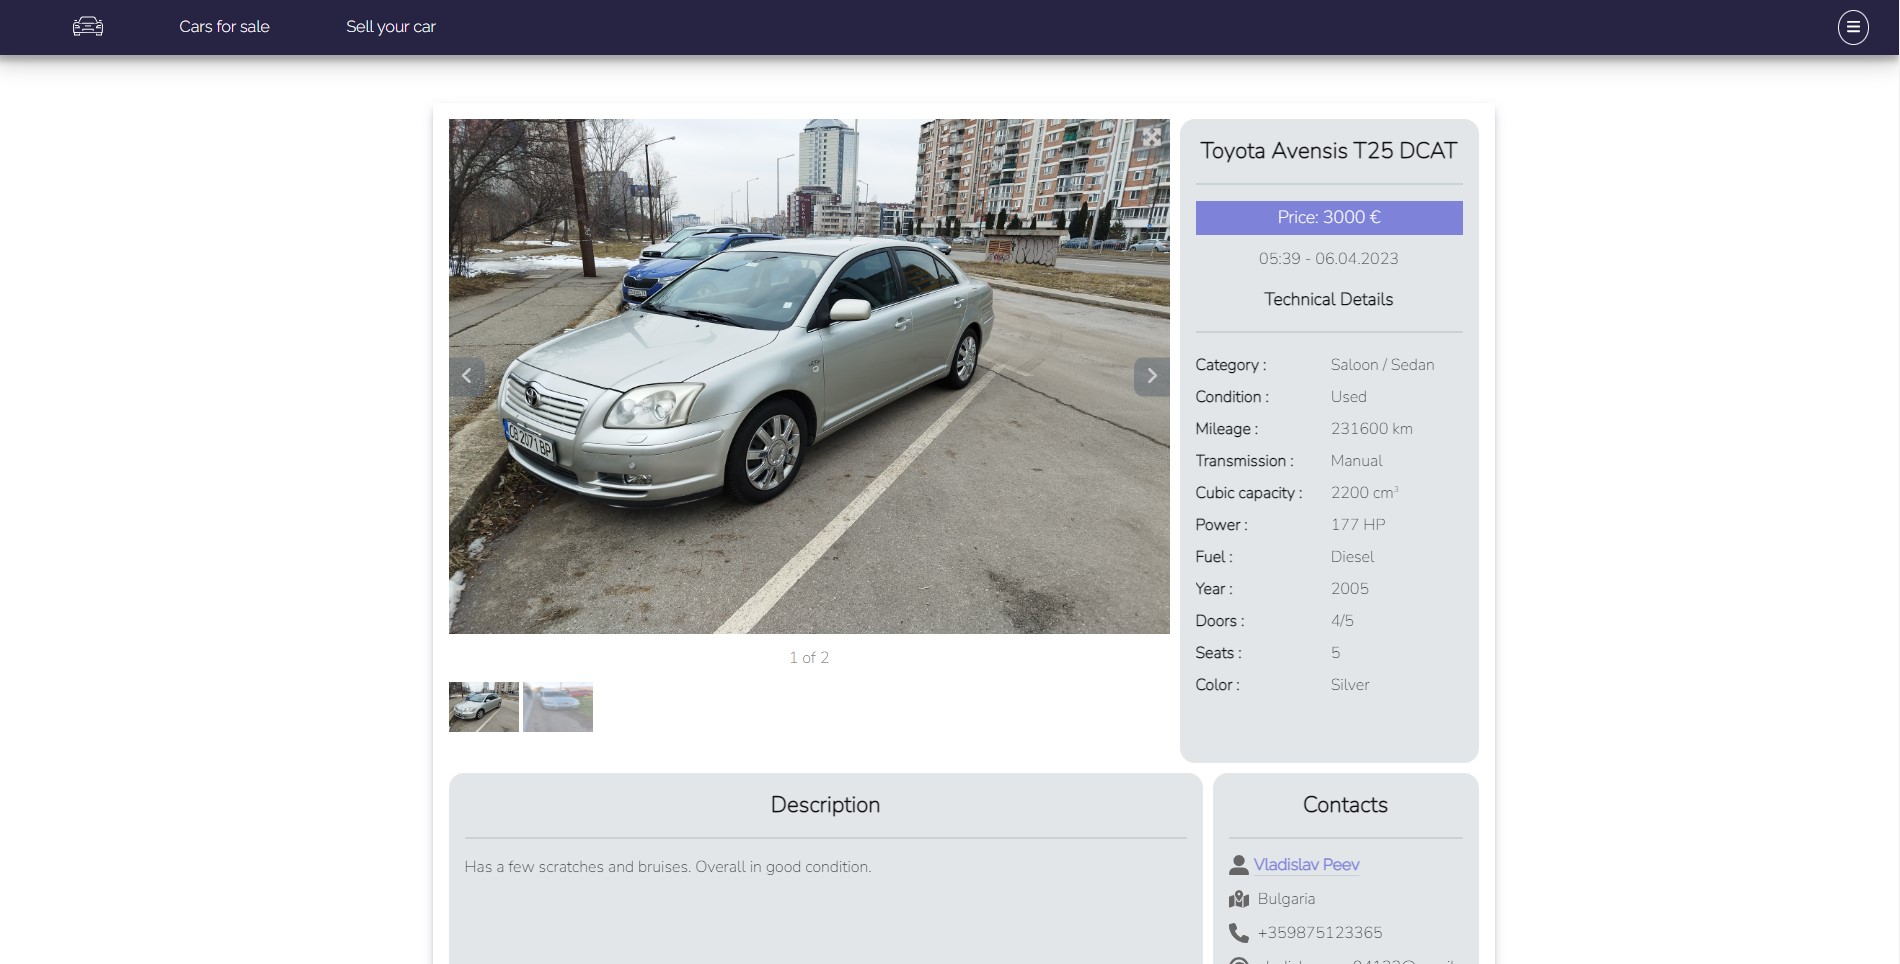 Cars for sale
Sell your car
Toyota Avensis T25 DCAT
Price: 3000 €
05:39 - 06.04.2023
Technical Details
Category : Saloon / Sedan
Condition : Used
Mileage : 231600 km
Transmission : Manual
Cubic capacity : 2200 cm³
Power : 177 HP
Fuel : Diesel
Year : 2005
Doors : 4/5
Seats : 5
Color : Silver
CB 2071 BP
1 of 2
Description
Has a few scratches and bruises. Overall in good condition.
Contacts
Vladislav Peev
Bulgaria
+359875123365